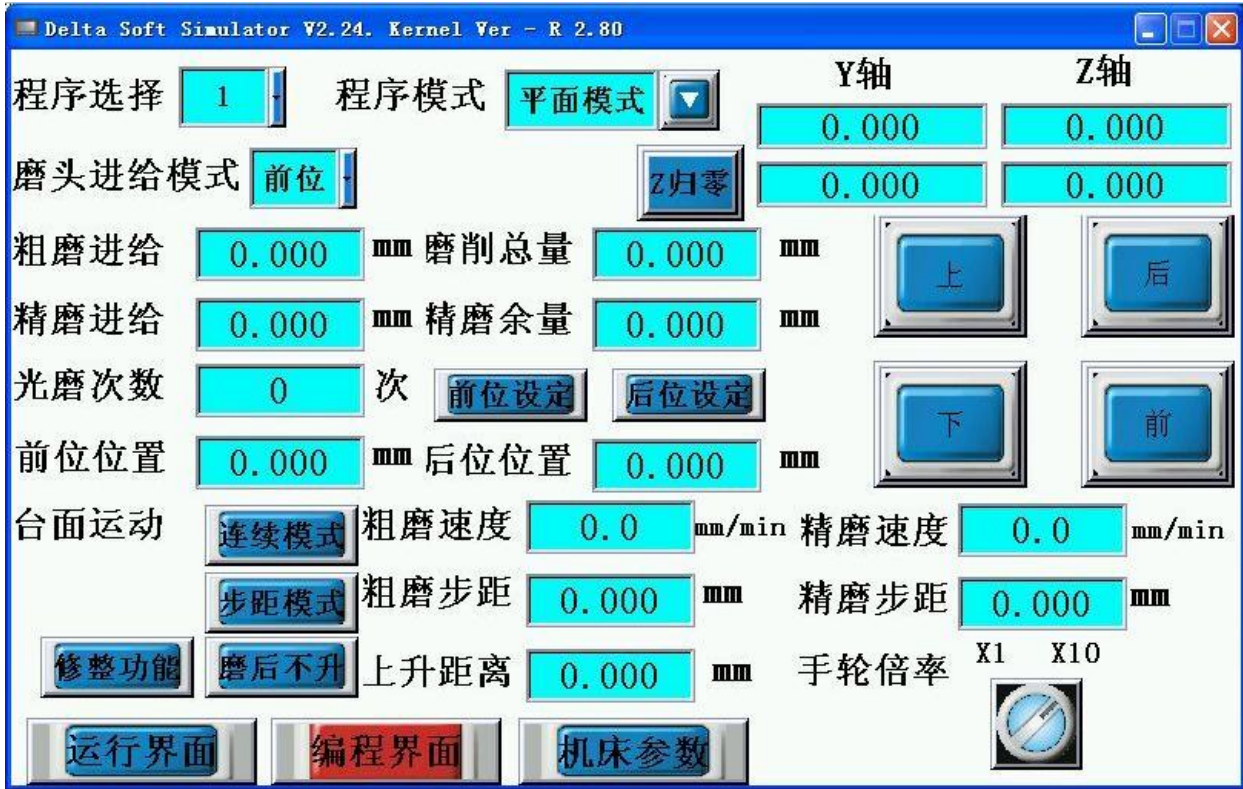 Delta Soft Simulator V2.24. Kernel Ver - R 2.80
程序选择 1 程序模式 平面模式 Y轴 Z轴
0.000 0.000
磨头进给模式 前位 Z归零 0.000 0.000
粗磨进给 0.000 mm 磨削总量 0.000 mm 上 后
精磨进给 0.000 mm 精磨余量 0.000 mm
光磨次数 0 次 前位设定 后位设定 下 前
前位位置 0.000 mm 后位位置 0.000 mm
台面运动 连续模式 粗磨速度 0.0 mm/min 精磨速度 0.0 mm/min
步距模式 粗磨步距 0.000 mm 精磨步距 0.000 mm
修整功能 磨后不升 上升距离 0.000 mm 手轮倍率 X1 X10
运行界面 编程界面 机床参数